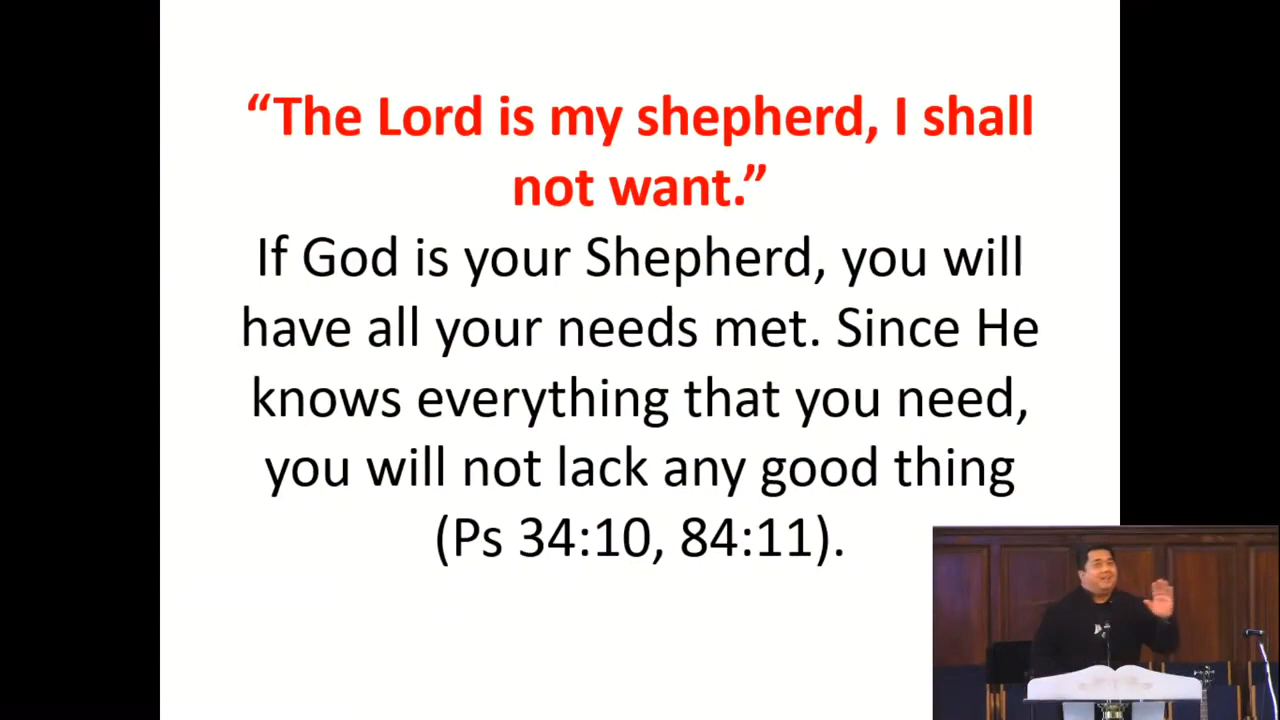 “The Lord is my shepherd, I shall
not want.”
If God is your Shepherd, you will
have all your needs met. Since He
knows everything that you need,
you will not lack any good thing
(Ps 34:10, 84:11).